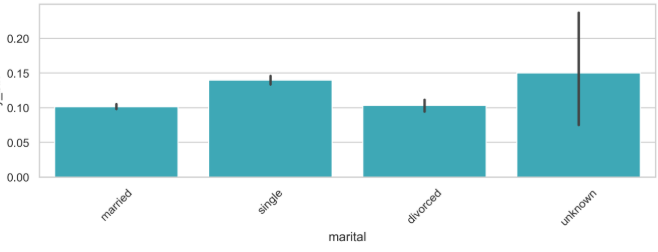 0.20
0.15
0.10
0.05
0.00
married
single
divorced
unknown
marital